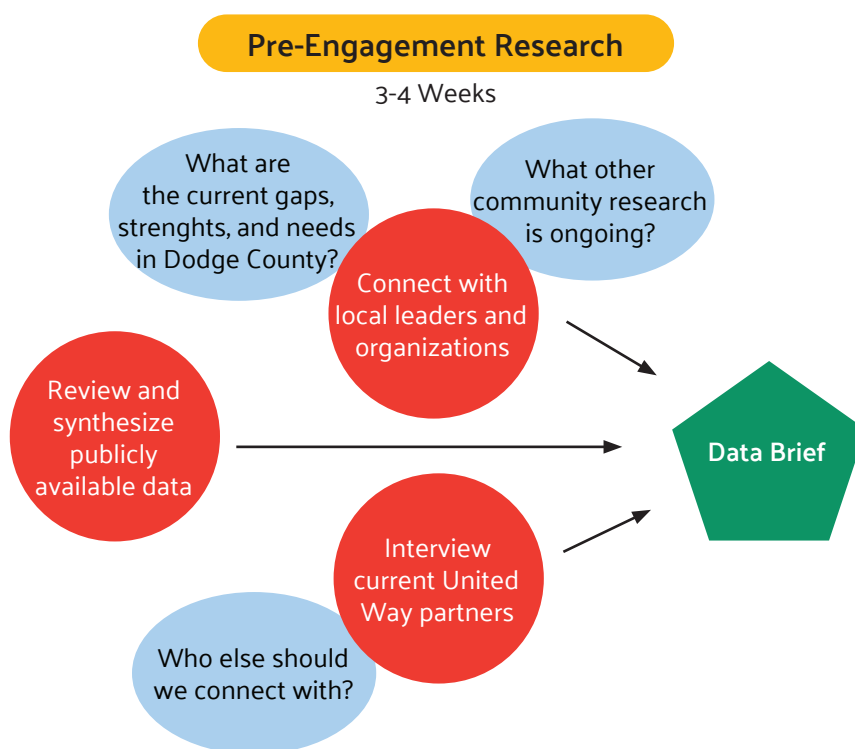 Pre-Engagement Research
3-4 Weeks
What are
the current gaps,
strenghts, and needs
in Dodge County?
What other
community research
is ongoing?
Connect with
local leaders and
organizations
Review and
synthesize
publicly
available data
Data Brief
Interview
current United
Way partners
Who else should
we connect with?